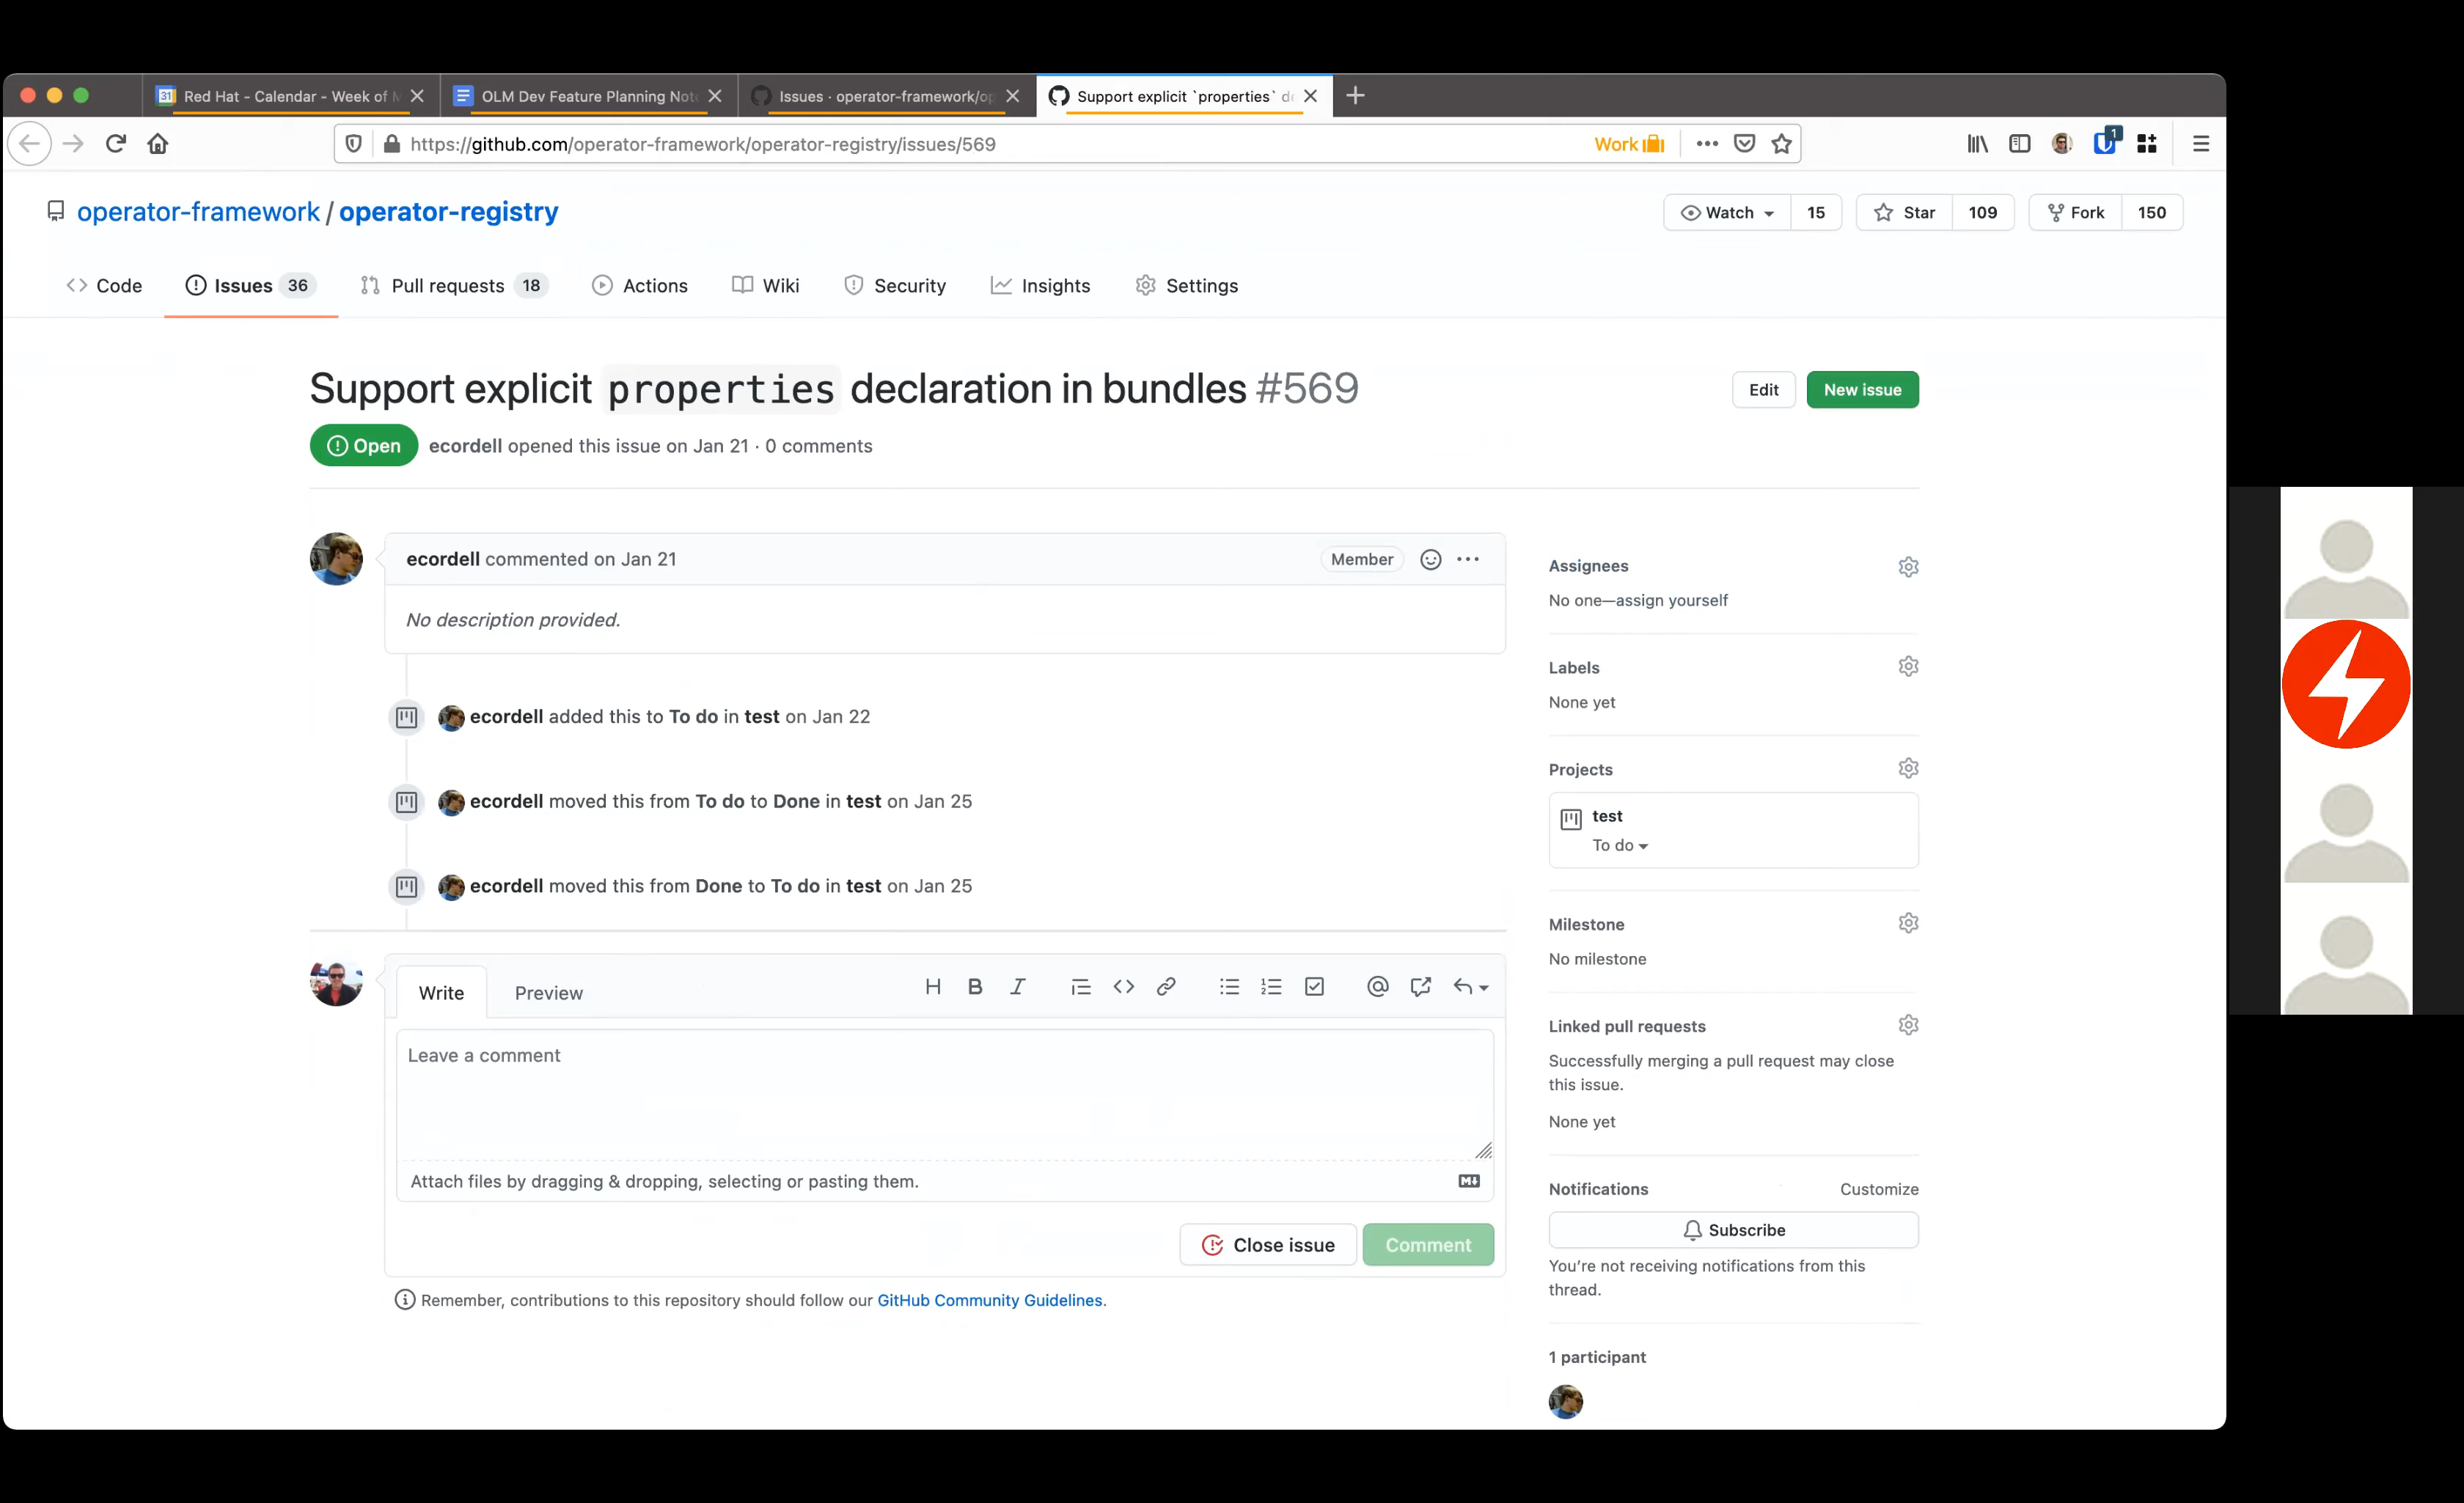 31 Red Hat - Calendar - Week of M
OLM Dev Feature Planning Not
Issues · operator-framework/op
Support explicit `properties` de
https://github.com/operator-framework/operator-registry/issues/569
Work
1
operator-framework / operator-registry
Watch 15
Star 109
Fork 150
Code
Issues 36
Pull requests 18
Actions
Wiki
Security
Insights
Settings
Support explicit properties declaration in bundles #569
Edit
New issue
Open
ecordell opened this issue on Jan 21 · 0 comments
ecordell commented on Jan 21
Member
No description provided.
ecordell added this to To do in test on Jan 22
ecordell moved this from To do to Done in test on Jan 25
ecordell moved this from Done to To do in test on Jan 25
Write
Preview
Leave a comment
Attach files by dragging & dropping, selecting or pasting them.
Close issue
Comment
Remember, contributions to this repository should follow our GitHub Community Guidelines.
Assignees
No one—assign yourself
Labels
None yet
Projects
test
To do
Milestone
No milestone
Linked pull requests
Successfully merging a pull request may close
this issue.
None yet
Notifications
Customize
Subscribe
You're not receiving notifications from this
thread.
1 participant